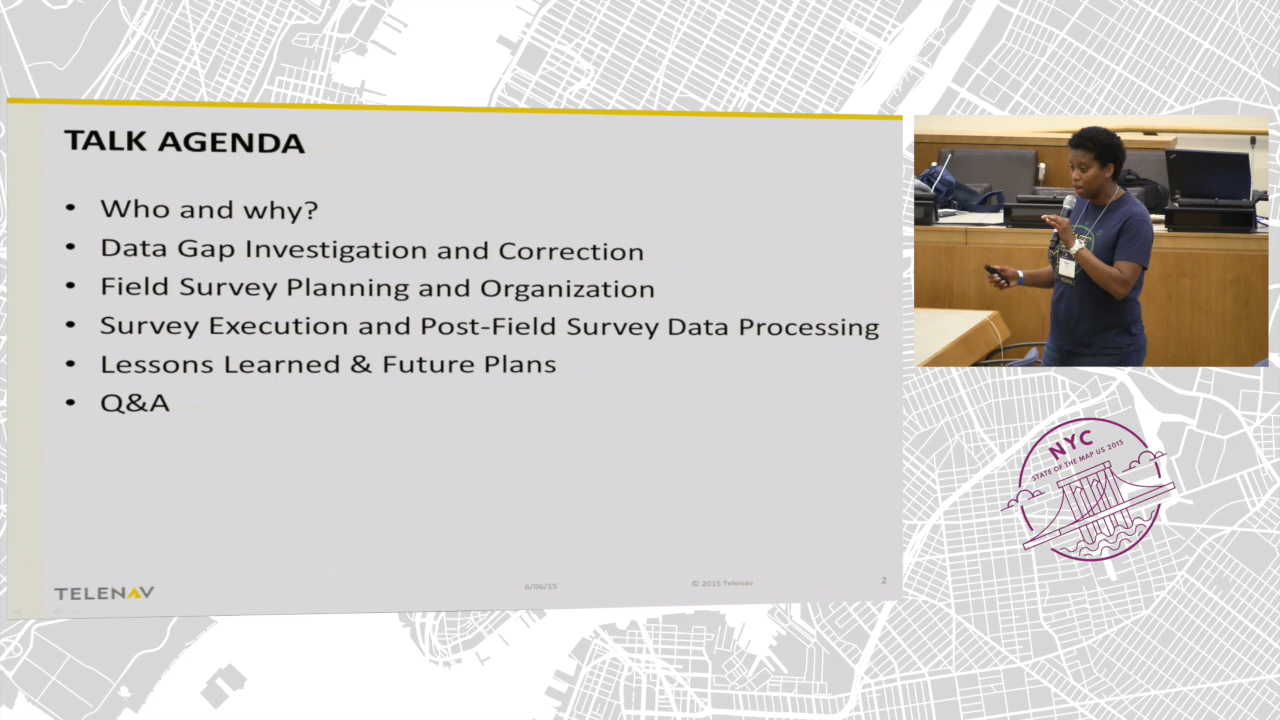 TALK AGENDA
• Who and why?
• Data Gap Investigation and Correction
• Field Survey Planning and Organization
• Survey Execution and Post-Field Survey Data Processing
• Lessons Learned & Future Plans
• Q&A
TELENAV
6/06/15
© 2015 Telenav
2
NYC
STATE OF THE MAP US 2015